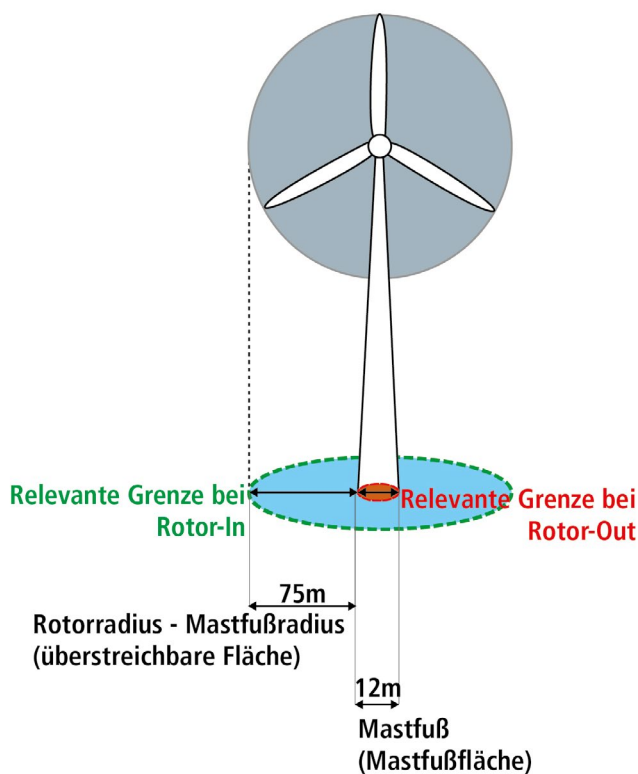 Relevante Grenze bei
Rotor-In
Relevante Grenze bei
Rotor-Out
75m
Rotorradius - Mastfußradius
(überstreichbare Fläche)
12m
Mastfuß
(Mastfußfläche)